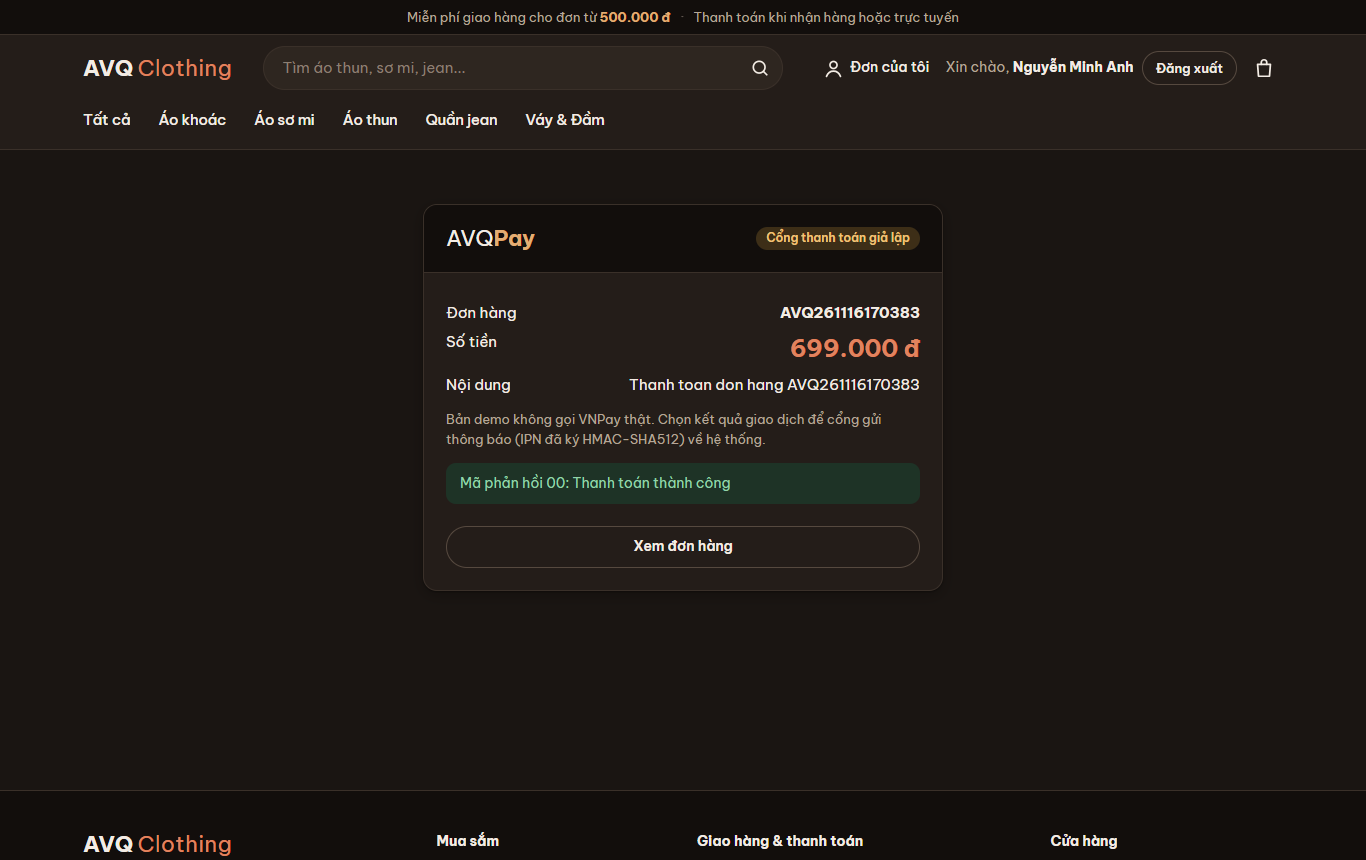 Miễn phí giao hàng cho đơn từ 500.000 đ · Thanh toán khi nhận hàng hoặc trực tuyến
AVQ Clothing
Tìm áo thun, sơ mi, jean...
Đơn của tôi
Xin chào, Nguyễn Minh Anh
Đăng xuất
Tất cả
Áo khoác
Áo sơ mi
Áo thun
Quần jean
Váy & Đầm
AVQPay
Cổng thanh toán giả lập
Đơn hàng AVQ261116170383
Số tiền 699.000 đ
Nội dung Thanh toan don hang AVQ261116170383
Bản demo không gọi VNPay thật. Chọn kết quả giao dịch để cổng gửi
thông báo (IPN đã ký HMAC-SHA512) về hệ thống.
Mã phản hồi 00: Thanh toán thành công
Xem đơn hàng
AVQ Clothing
Mua sắm
Giao hàng & thanh toán
Cửa hàng